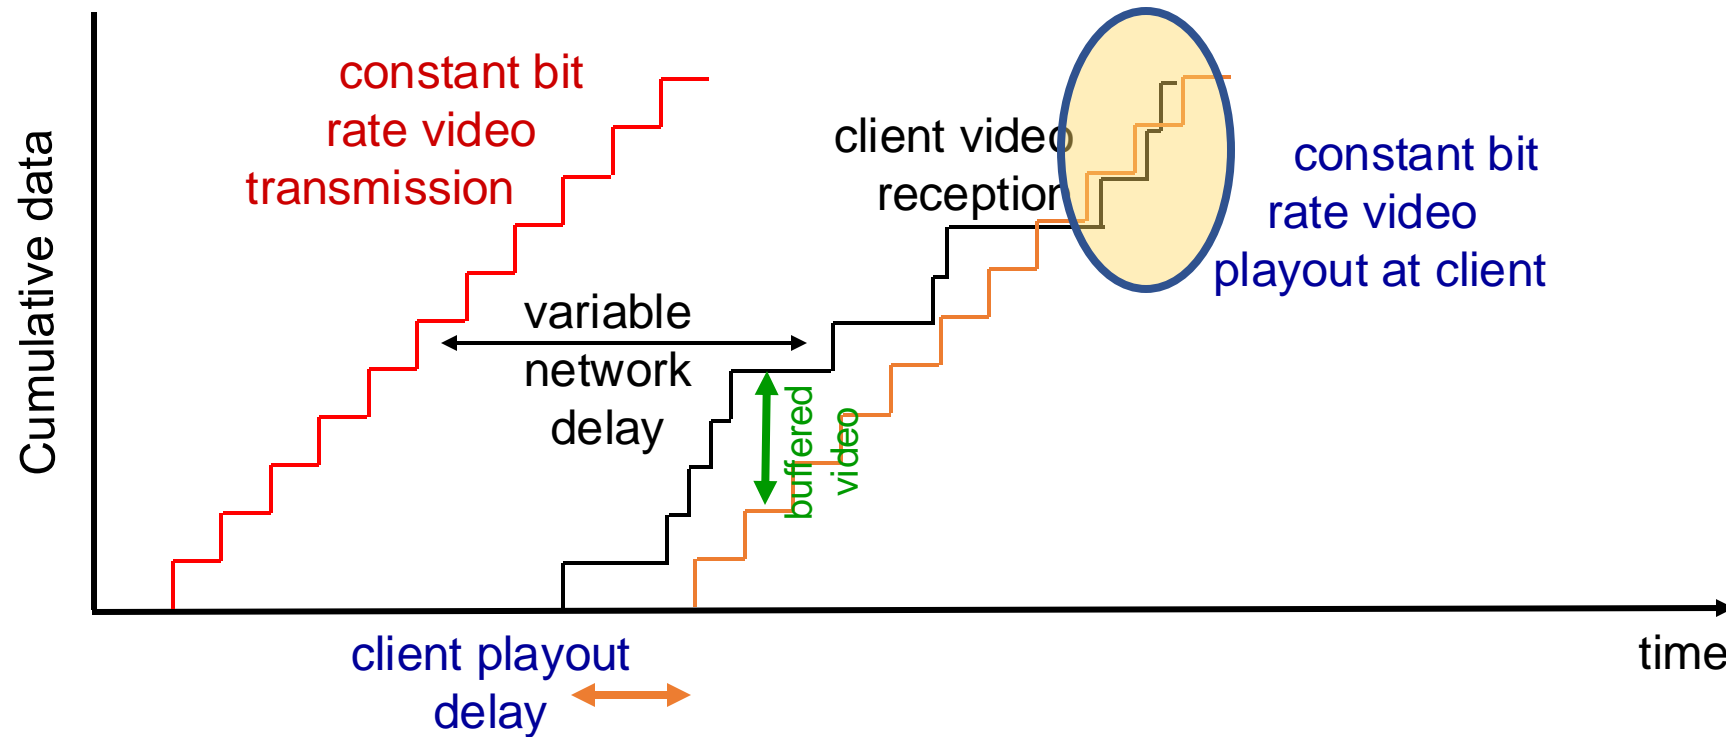 constant bit
rate video
transmission
client video
reception
constant bit
rate video
playout at client
Cumulative data
variable
network
delay
buffered
video
client playout
delay
time